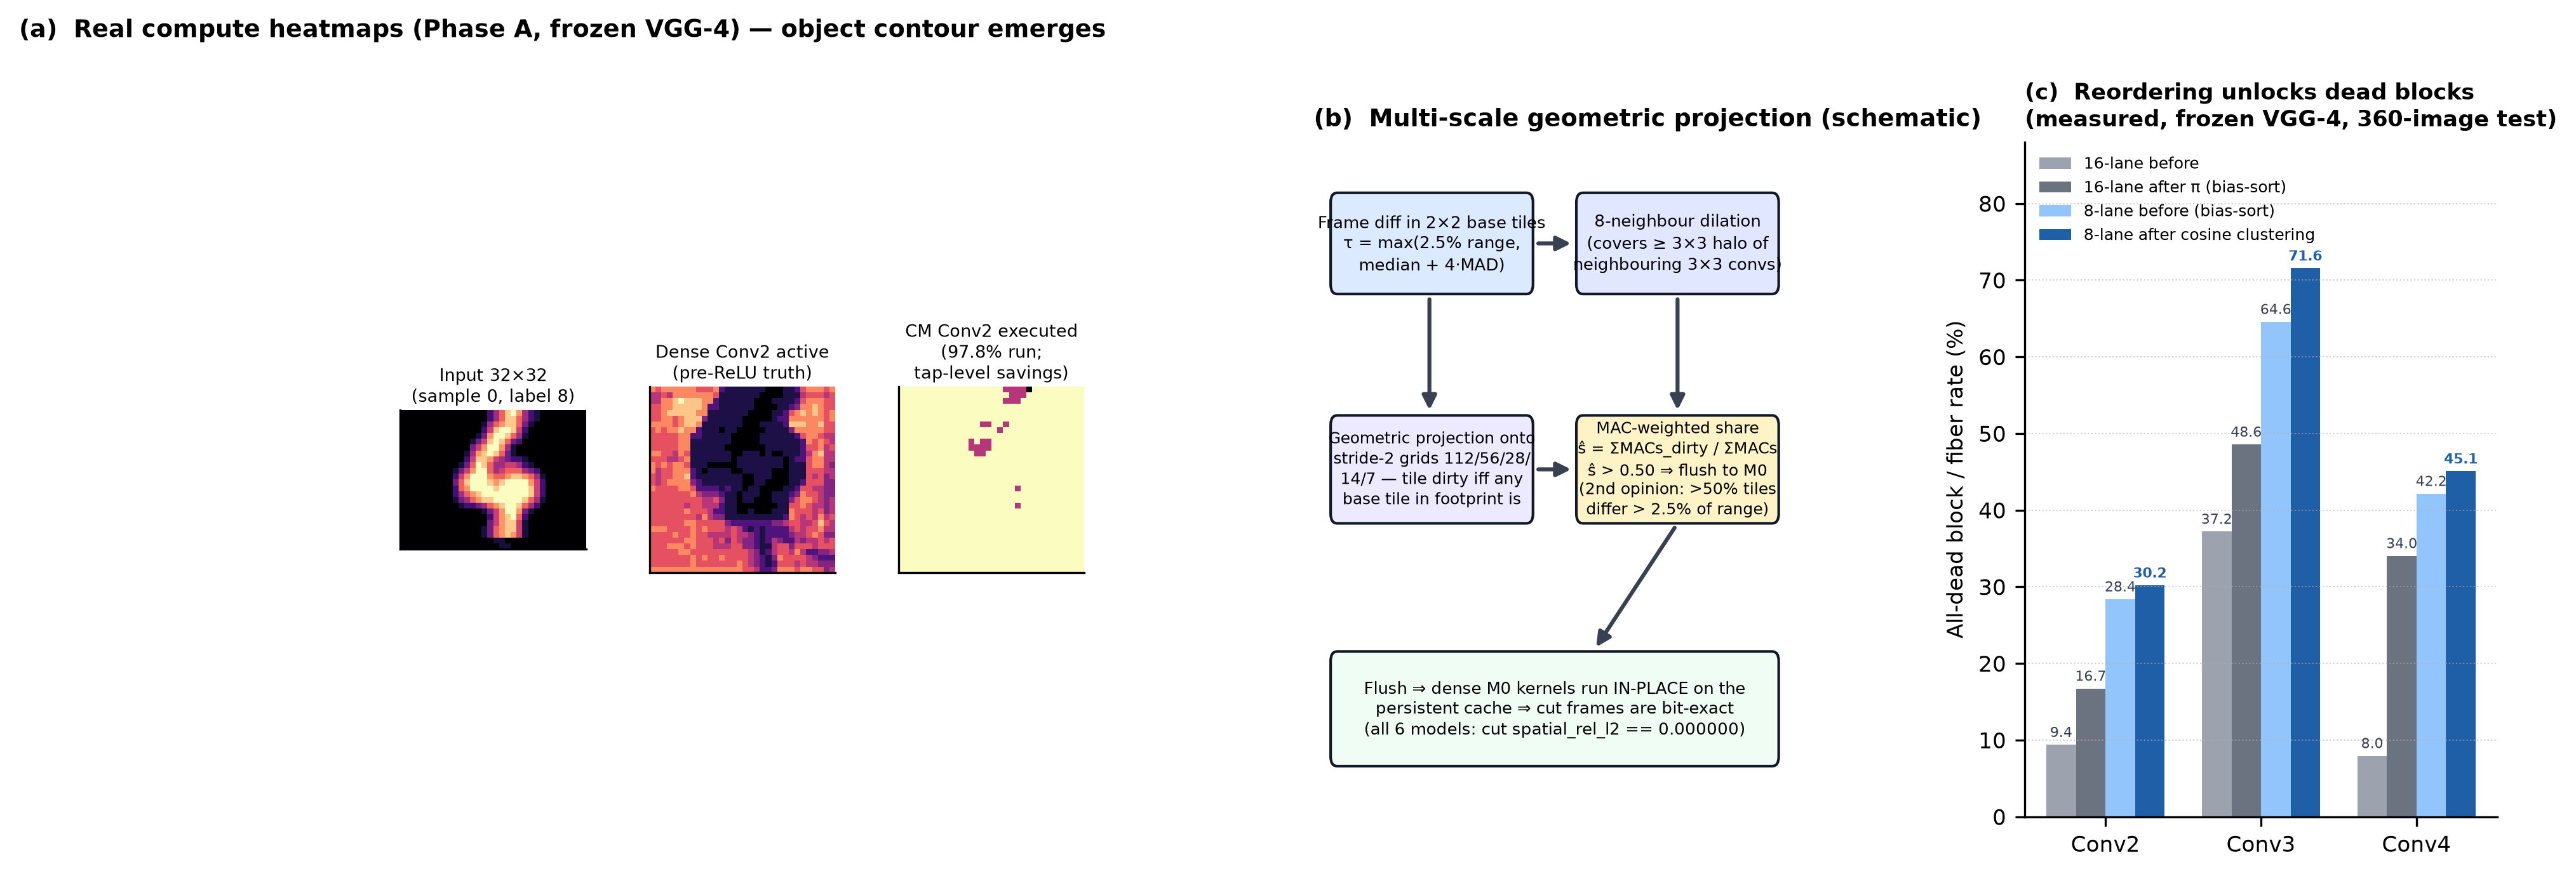 (a)  Real compute heatmaps (Phase A, frozen VGG-4) — object contour emerges
Input 32×32
(sample 0, label 8)
Dense Conv2 active
(pre-ReLU truth)
CM Conv2 executed
(97.8% run;
tap-level savings)
(b)  Multi-scale geometric projection (schematic)
Frame diff in 2×2 base tiles
τ = max(2.5% range,
median + 4·MAD)
8-neighbour dilation
(covers ≥ 3×3 halo of
neighbouring 3×3 convs)
Geometric projection onto
stride-2 grids 112/56/28/
14/7 — tile dirty iff any
base tile in footprint is
MAC-weighted share
ŝ = ΣMACs_dirty / ΣMACs
ŝ > 0.50 ⇒ flush to M0
(2nd opinion: >50% tiles
differ > 2.5% of range)
Flush ⇒ dense M0 kernels run IN-PLACE on the
persistent cache ⇒ cut frames are bit-exact
(all 6 models: cut spatial_rel_l2 == 0.000000)
(c)  Reordering unlocks dead blocks
(measured, frozen VGG-4, 360-image test)
16-lane before
16-lane after π (bias-sort)
8-lane before (bias-sort)
8-lane after cosine clustering
All-dead block / fiber rate (%)
80
70
60
50
40
30
20
10
0
9.4
16.7
28.4
30.2
37.2
48.6
64.6
71.6
8.0
34.0
42.2
45.1
Conv2
Conv3
Conv4